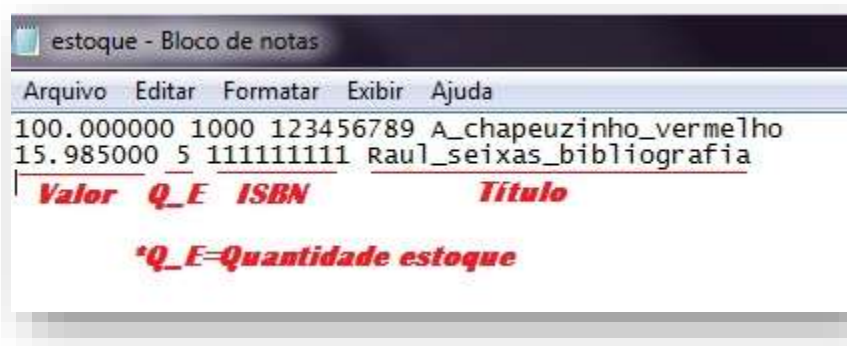 estoque - Bloco de notas
Arquivo Editar Formatar Exibir Ajuda
100.000000 1000 123456789 A_chapeuzinho_vermelho
15.985000 5 111111111 Raul_seixas_bibliografia
Valor Q_E ISBN Título
*Q_E=Quantidade estoque